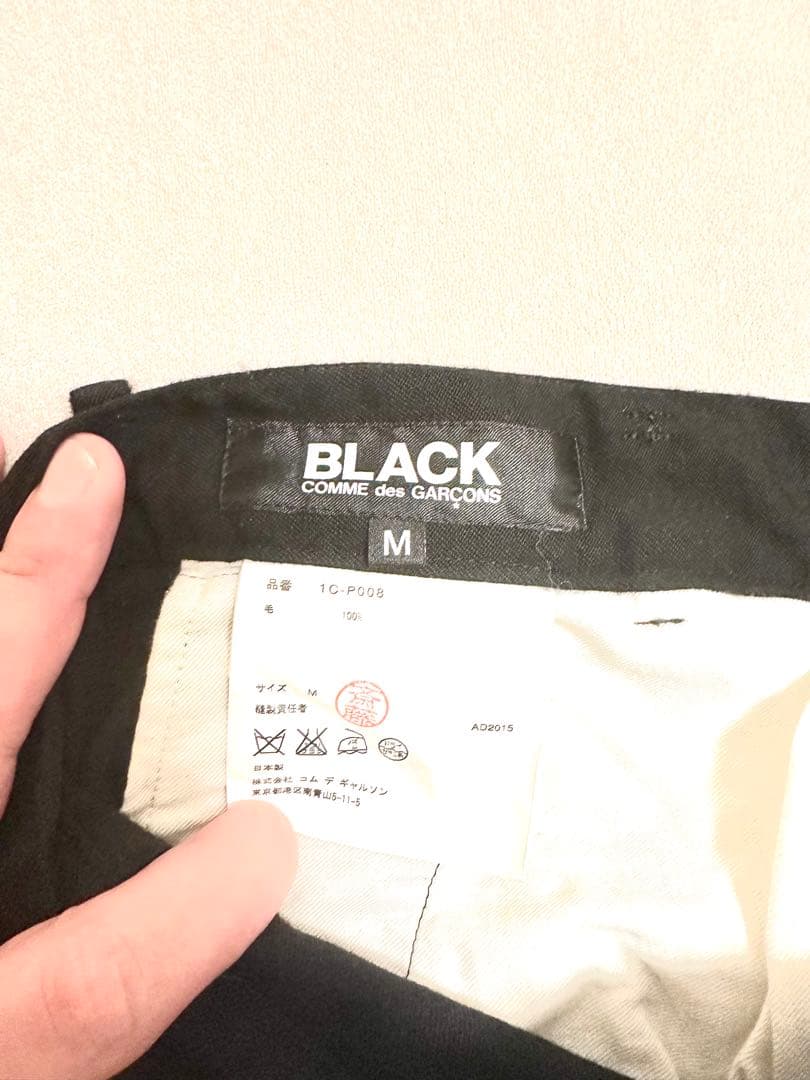 BLACK
COMME des GARÇONS
M
品番 1C-P008
毛 100%
サイズ M
縫製責任者
AD2015
日本製
株式会社 コム デ ギャルソン
東京都港区南青山5-11-5